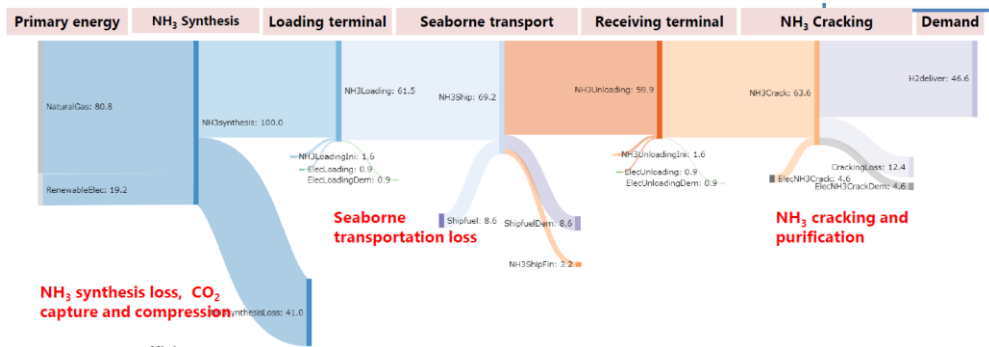 Primary energy
NH₃ Synthesis
Loading terminal
Seaborne transport
Receiving terminal
NH₃ Cracking
Demand
NaturalGas: 80.8
RenewableElec: 19.2
NH3synthesis: 100.0
NH3Loading: 61.5
NH3LoadingIni: 1.6
ElecLoading: 0.9
ElecLoadingDem: 0.9
NH3Ship: 69.2
Shipfuel: 8.6
ShipfuelDem: 8.6
NH3ShipFin: 3.2
NH3Unloading: 59.9
NH3UnloadingIni: 1.6
ElecUnloading: 0.9
ElecUnloadingDem: 0.9
NH3Crack: 63.6
ElecNH3Crack: 4.6
H2deliver: 46.6
CrackingLoss: 12.4
ElecNH3CrackDem: 4.6
Seaborne
transportation loss
NH₃ cracking and
purification
NH₃ synthesis loss, CO₂
capture and compression
synthesisLoss: 41.0